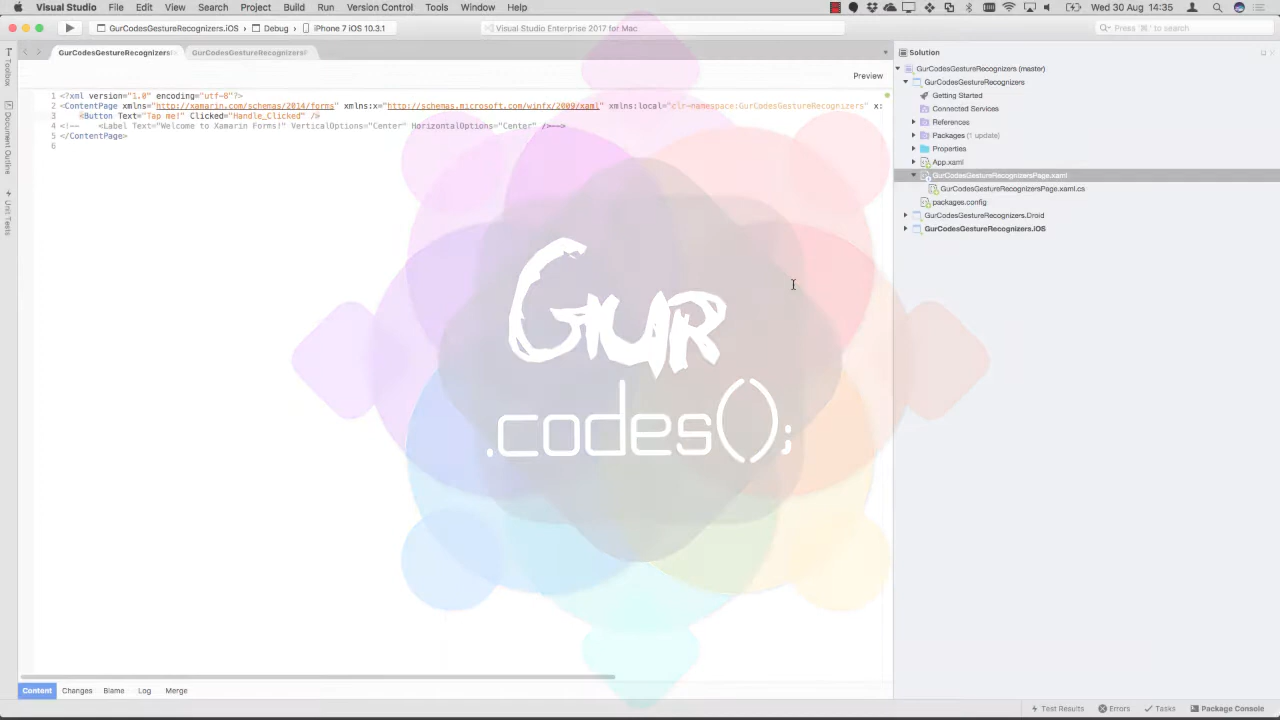 Visual Studio File Edit View Search Project Build Run Version Control Tools Window Help Wed 30 Aug 14:35
GurCodesGestureRecognizers.iOS Debug iPhone 7 iOS 10.3.1 Visual Studio Enterprise 2017 for Mac Press '⌘.' to search
GurCodesGestureRecognizers GurCodesGestureRecognizers
Solution
Preview
Toolbox
Document Outline
Unit Tests
1 <?xml version="1.0" encoding="utf-8"?>
2 <ContentPage xmlns="http://xamarin.com/schemas/2014/forms" xmlns:x="http://schemas.microsoft.com/winfx/2009/xaml" xmlns:local="clr-namespace:GurCodesGestureRecognizers" x:
3 <Button Text="Tap me!" Clicked="Handle_Clicked" />
4 <!-- <Label Text="Welcome to Xamarin Forms!" VerticalOptions="Center" HorizontalOptions="Center" />-->
5 </ContentPage>
6
GurCodesGestureRecognizers (master)
GurCodesGestureRecognizers
Getting Started
Connected Services
References
Packages (1 update)
Properties
App.xaml
GurCodesGestureRecognizersPage.xaml
GurCodesGestureRecognizersPage.xaml.cs
packages.config
GurCodesGestureRecognizers.Droid
GurCodesGestureRecognizers.iOS
Gur
.codes();
Content Changes Blame Log Merge
Test Results Errors Tasks Package Console